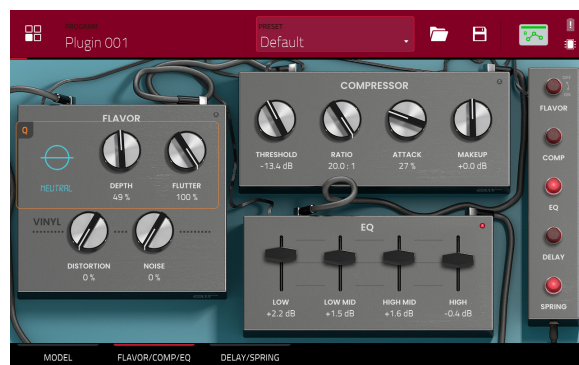 PROGRAM
Plugin 001
PRESET
Default
FLAVOR
Q
NEUTRAL
DEPTH
49 %
FLUTTER
100 %
VINYL
DISTORTION
0 %
NOISE
0 %
COMPRESSOR
THRESHOLD
-13.4 dB
RATIO
20.0 : 1
ATTACK
27 %
MAKEUP
+0.0 dB
EQ
LOW
+2.2 dB
LOW MID
+1.5 dB
HIGH MID
+1.6 dB
HIGH
-0.4 dB
FLAVOR
COMP
EQ
DELAY
SPRING
MODEL
FLAVOR/COMP/EQ
DELAY/SPRING